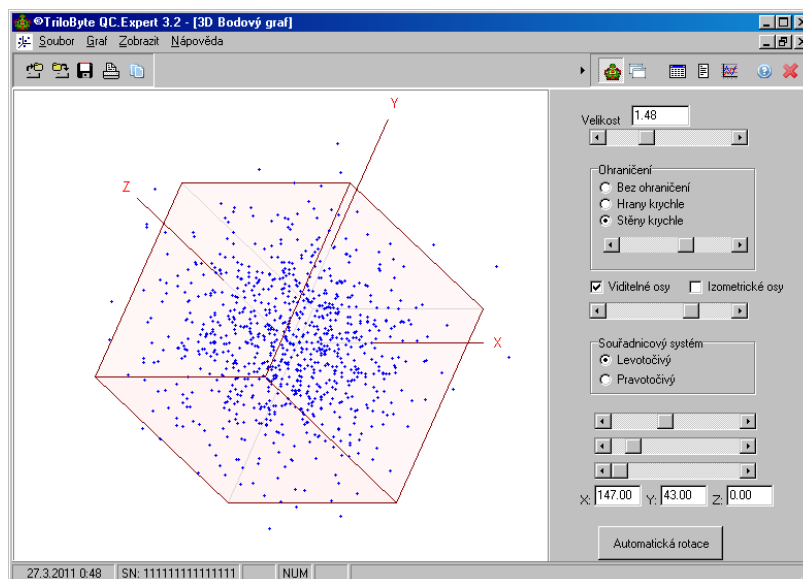 ©TriloByte QC.Expert 3.2 - [3D Bodový graf]
Soubor Graf Zobrazit Nápověda
Y
Z
X
Velikost 1.48
Ohraničení
Bez ohraničení
Hrany krychle
Stěny krychle
Viditelné osy Izometrické osy
Souřadnicový systém
Levotočivý
Pravotočivý
X: 147.00 Y: 43.00 Z: 0.00
Automatická rotace
27.3.2011 0:48 SN: 111111111111111 NUM